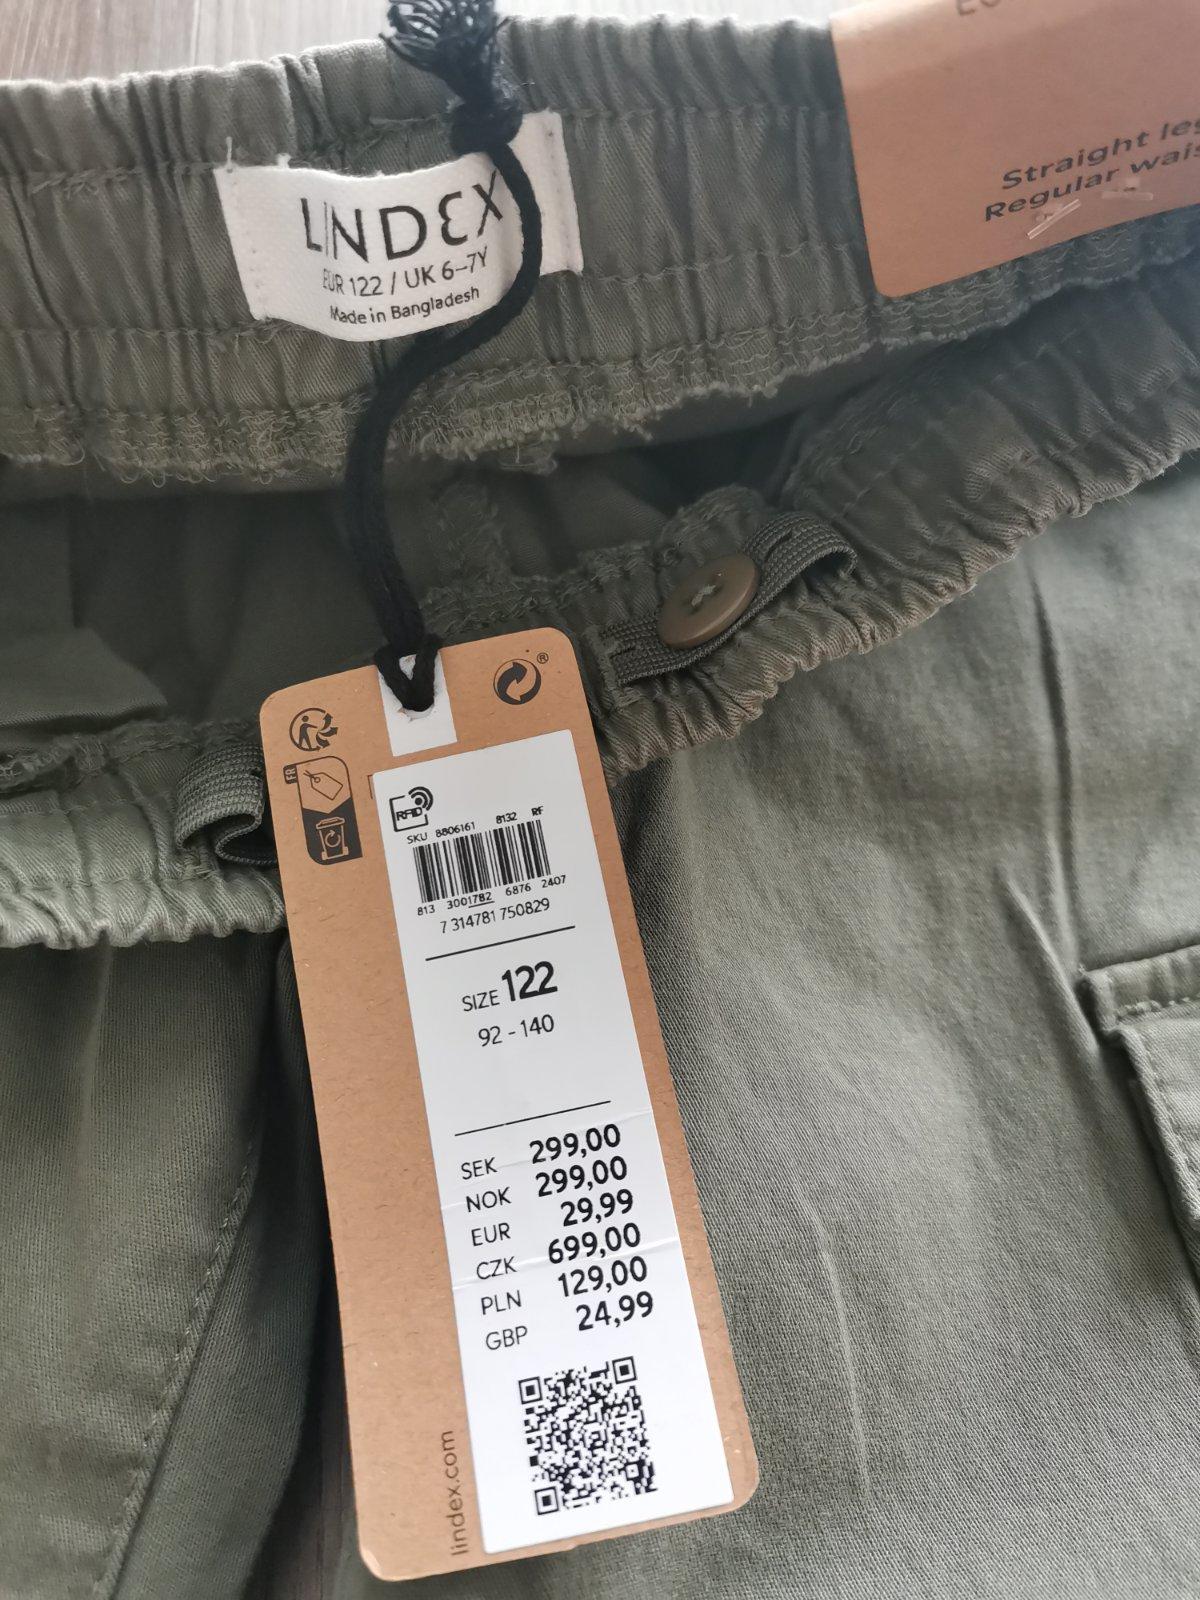 LINDEX
EUR 122 / UK 6–7Y
Made in Bangladesh
Straight
Regular
®
FR
RFID
SKU 8806161 8132 RF
813 3001782 6876 2407
7 314781 750829
SIZE 122
92 - 140
SEK 299,00
NOK 299,00
EUR 29,99
CZK 699,00
PLN 129,00
GBP 24,99
lindex.com